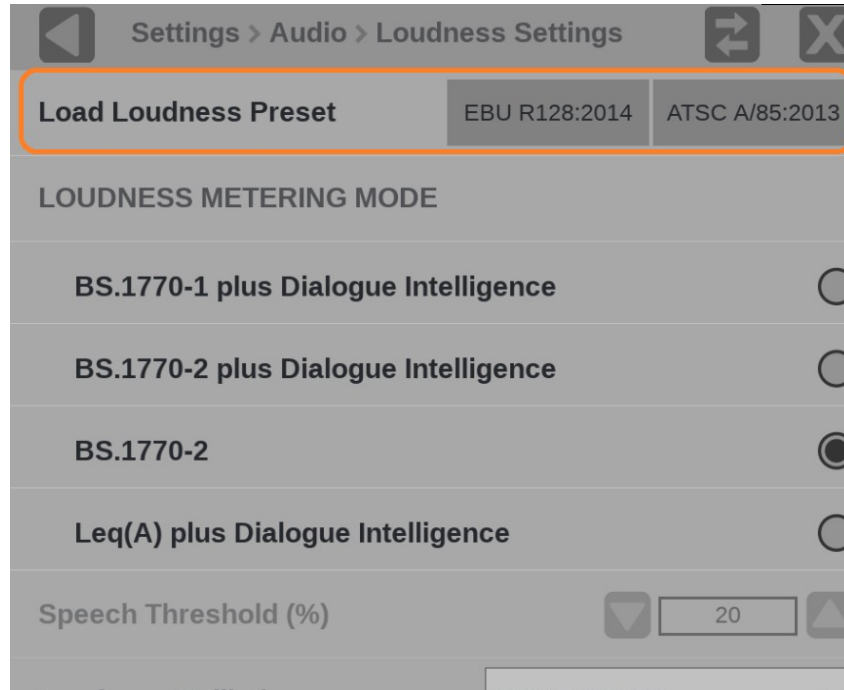 Settings > Audio > Loudness Settings
Load Loudness Preset EBU R128:2014 ATSC A/85:2013
LOUDNESS METERING MODE
BS.1770-1 plus Dialogue Intelligence
BS.1770-2 plus Dialogue Intelligence
BS.1770-2
Leq(A) plus Dialogue Intelligence
Speech Threshold (%) 20